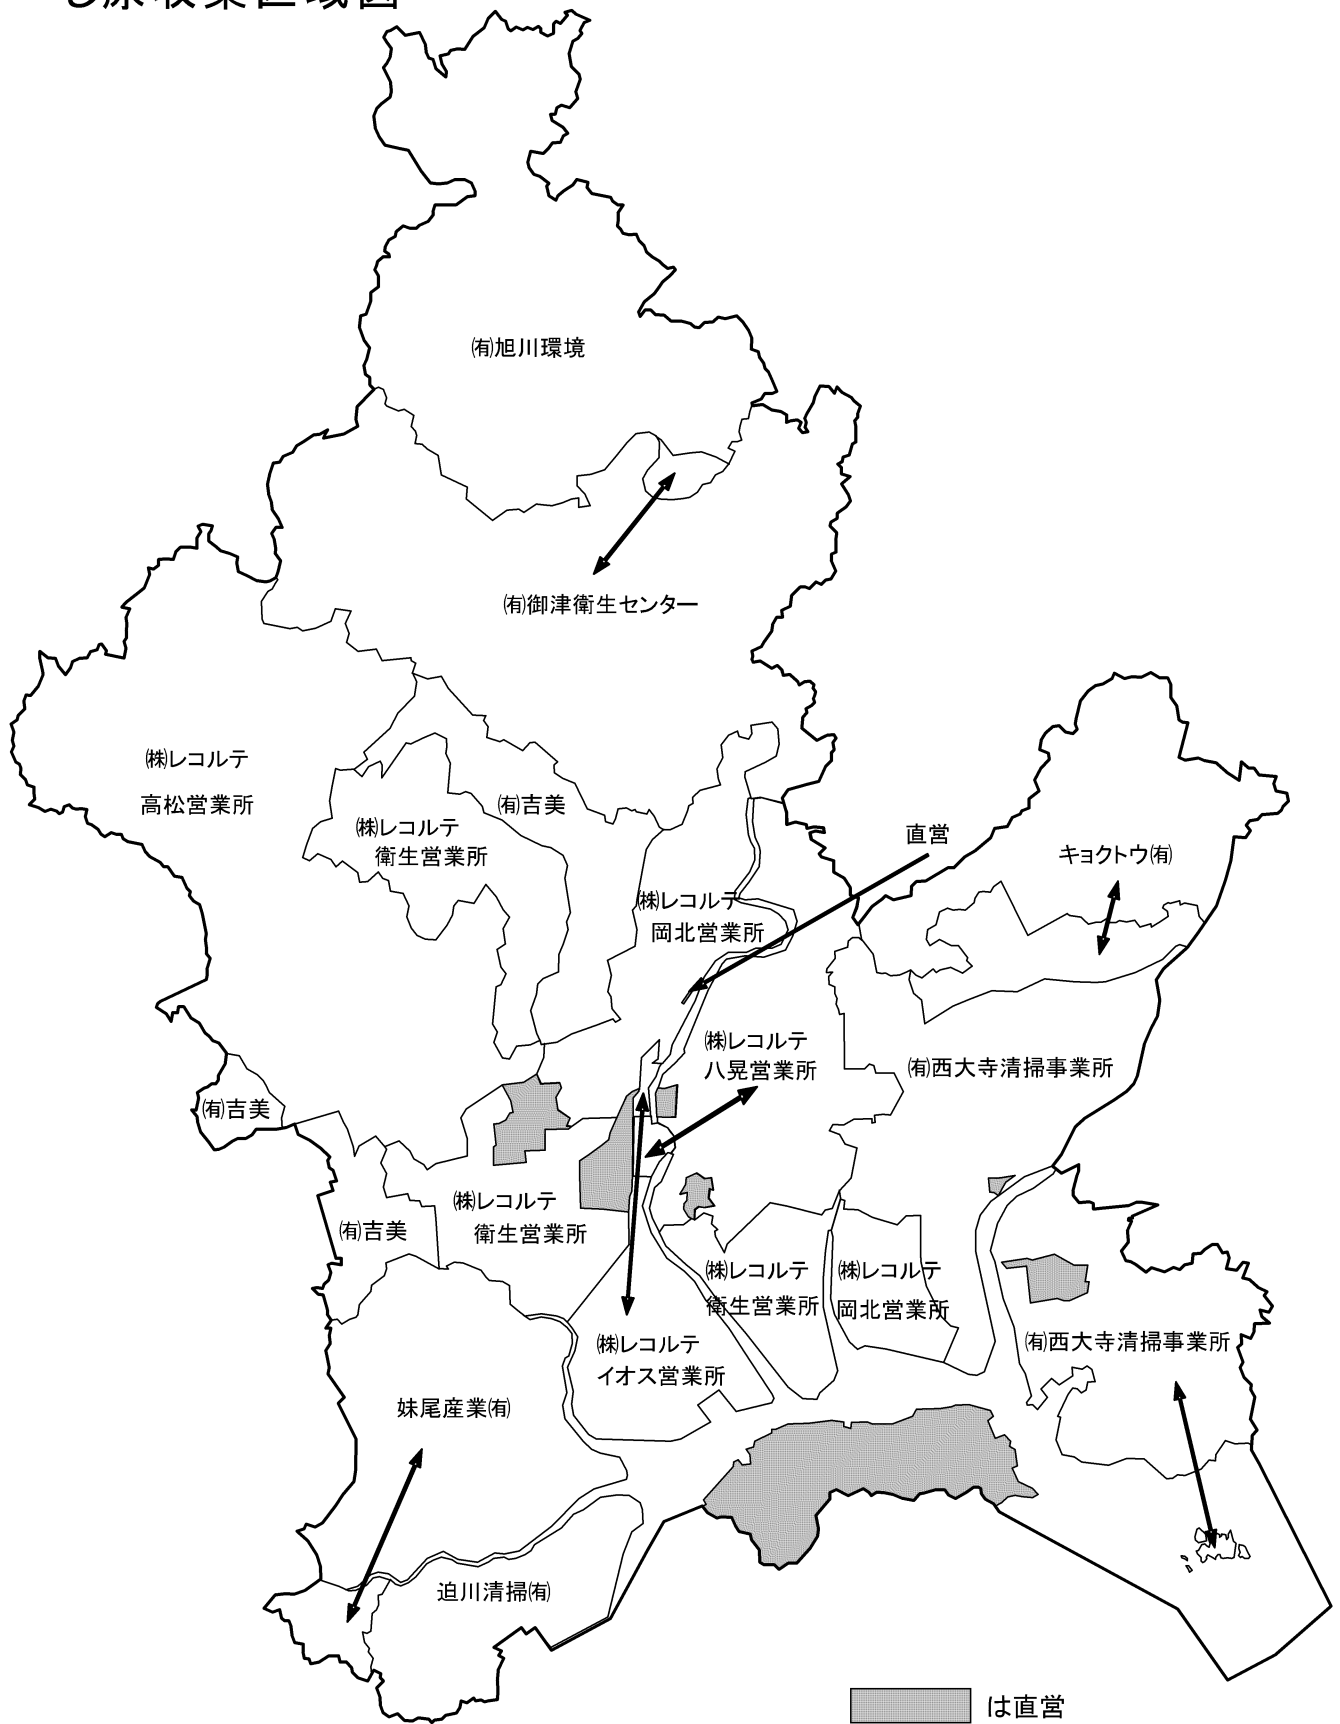 し尿収集区域図
㈲旭川環境
㈲御津衛生センター
㈱レコルテ
高松営業所
㈲吉美
㈱レコルテ
衛生営業所
直営
キョクトウ㈲
㈱レコルテ
岡北営業所
㈱レコルテ
八晃営業所
㈲西大寺清掃事業所
㈲吉美
㈱レコルテ
衛生営業所
㈲吉美
㈱レコルテ
衛生営業所
㈱レコルテ
岡北営業所
㈲西大寺清掃事業所
㈱レコルテ
イオス営業所
妹尾産業㈲
迫川清掃㈲
は直営